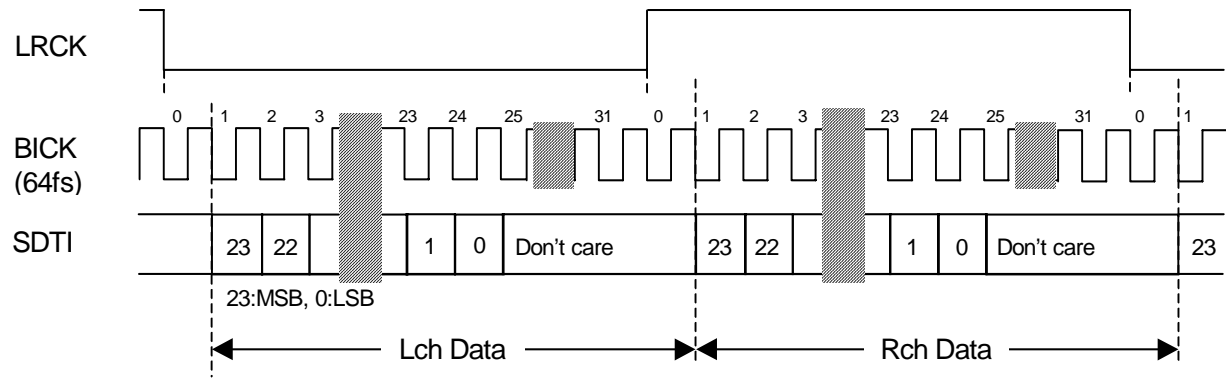 LRCK
0 1 2 3 23 24 25 31 0 1 2 3 23 24 25 31 0 1
BICK
(64fs)
SDTI 23 22 1 0 Don't care 23 22 1 0 Don't care 23
23:MSB, 0:LSB
Lch Data Rch Data